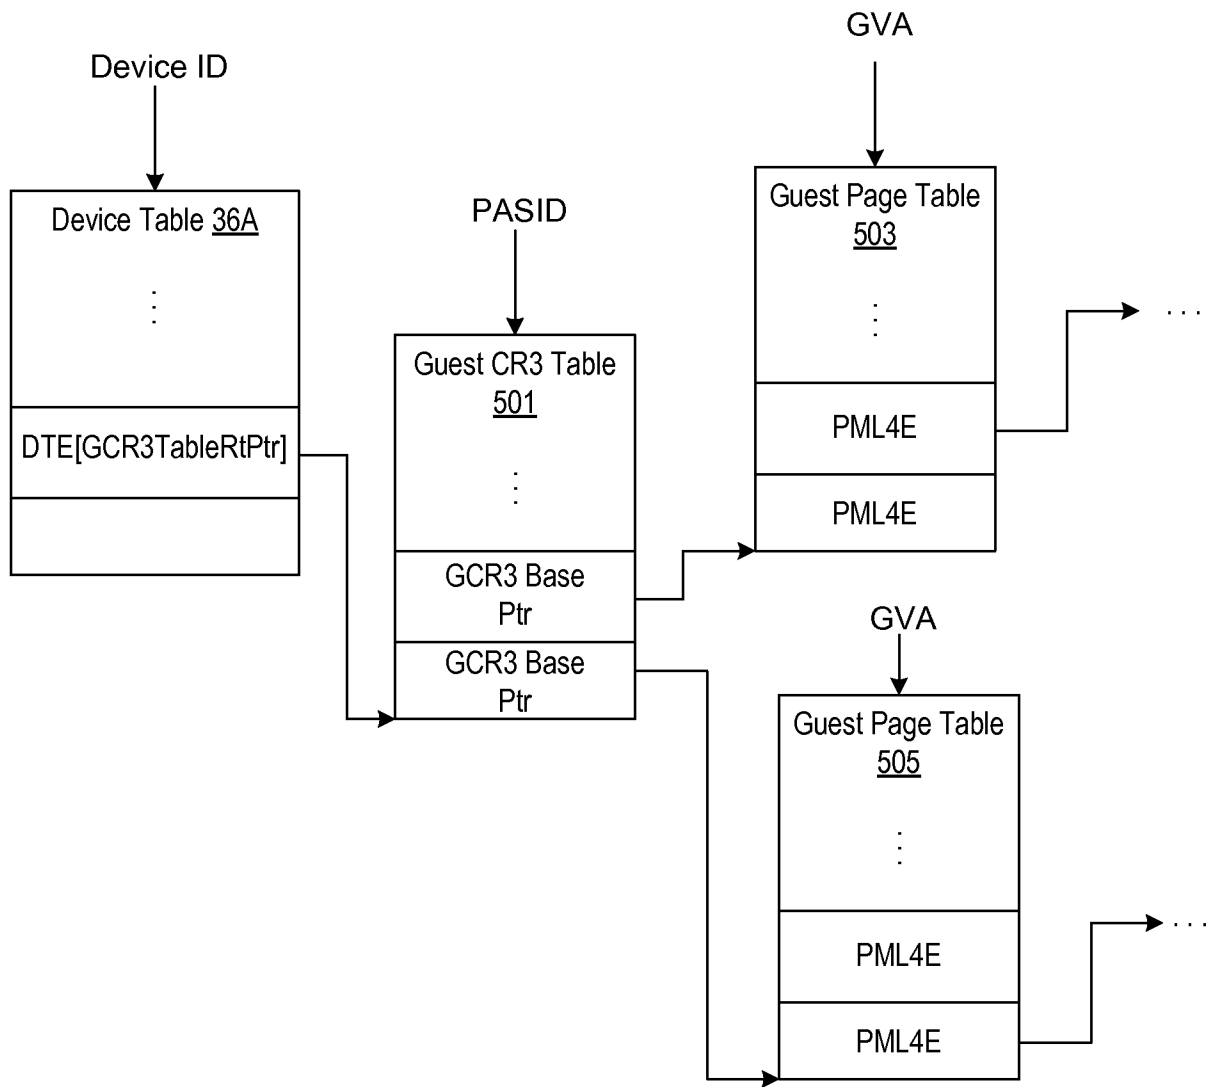 Device ID
Device Table 36A
DTE[GCR3TableRtPtr]
PASID
Guest CR3 Table
501
GCR3 Base
Ptr
GCR3 Base
Ptr
GVA
Guest Page Table
503
PML4E
PML4E
. . .
GVA
Guest Page Table
505
PML4E
PML4E
. . .